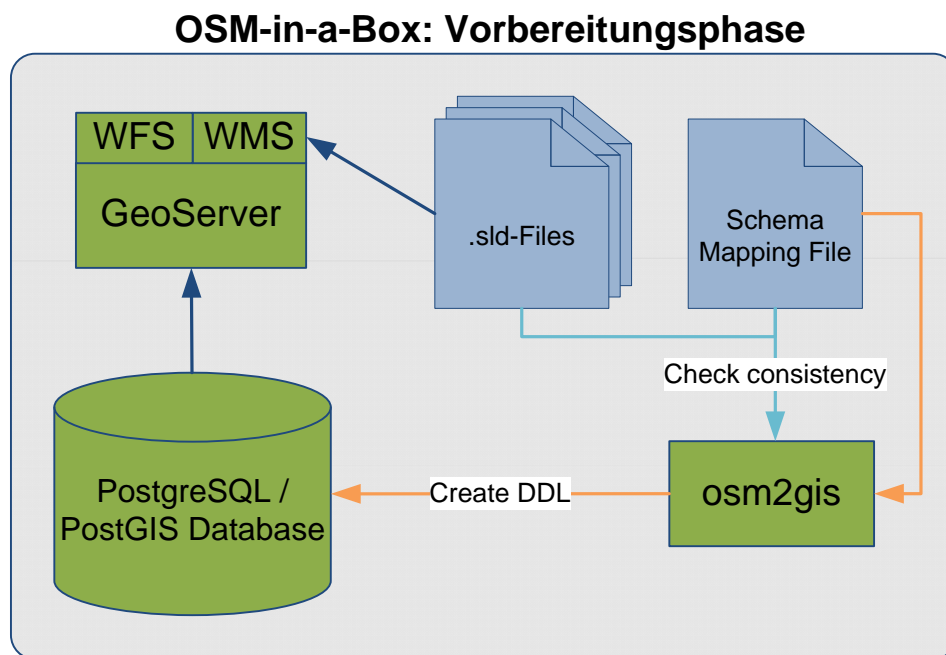 OSM-in-a-Box: Vorbereitungsphase
WFS
WMS
GeoServer
.sld-Files
Schema
Mapping File
Check consistency
PostgreSQL /
PostGIS Database
Create DDL
osm2gis